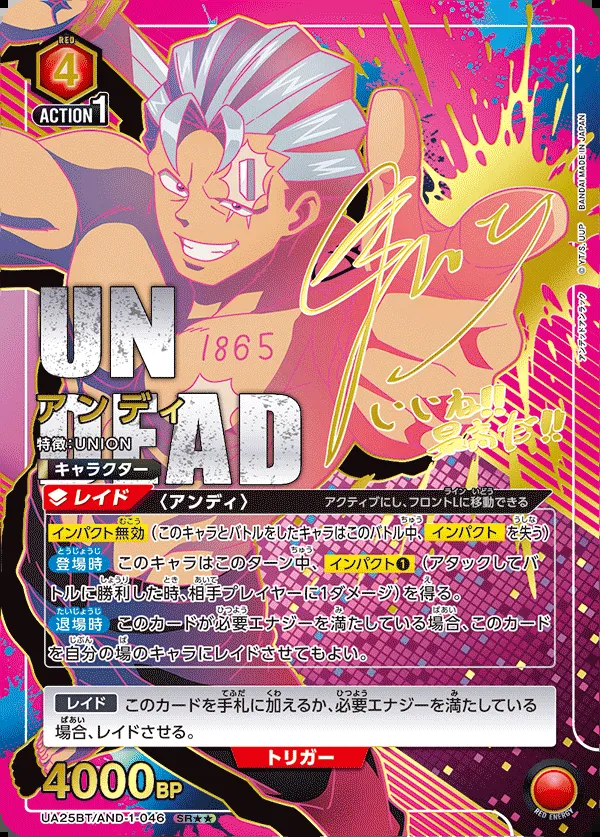 RED
4
ACTION 1
BANDAI MADE IN JAPAN
© YT/S, UUP
アンデッドアンラック
1865
UN
DEAD
アンディ
特徴:UNION
キャラクター
いいね!!
最高だ!!
レイド 〈アンディ〉 アクティブにし、フロントLに移動できる
インパクト無効 (このキャラとバトルをしたキャラはこのバトル中、インパクト を失う)
登場時 このキャラはこのターン中、インパクト❶(アタックしてバ
トルに勝利した時、相手プレイヤーに1ダメージ)を得る。
退場時 このカードが必要エナジーを満たしている場合、このカード
を自分の場のキャラにレイドさせてもよい。
レイド このカードを手札に加えるか、必要エナジーを満たしている
場合、レイドさせる。
トリガー
4000BP
RED ENERGY
UA25BT/AND-1-046 SR★★